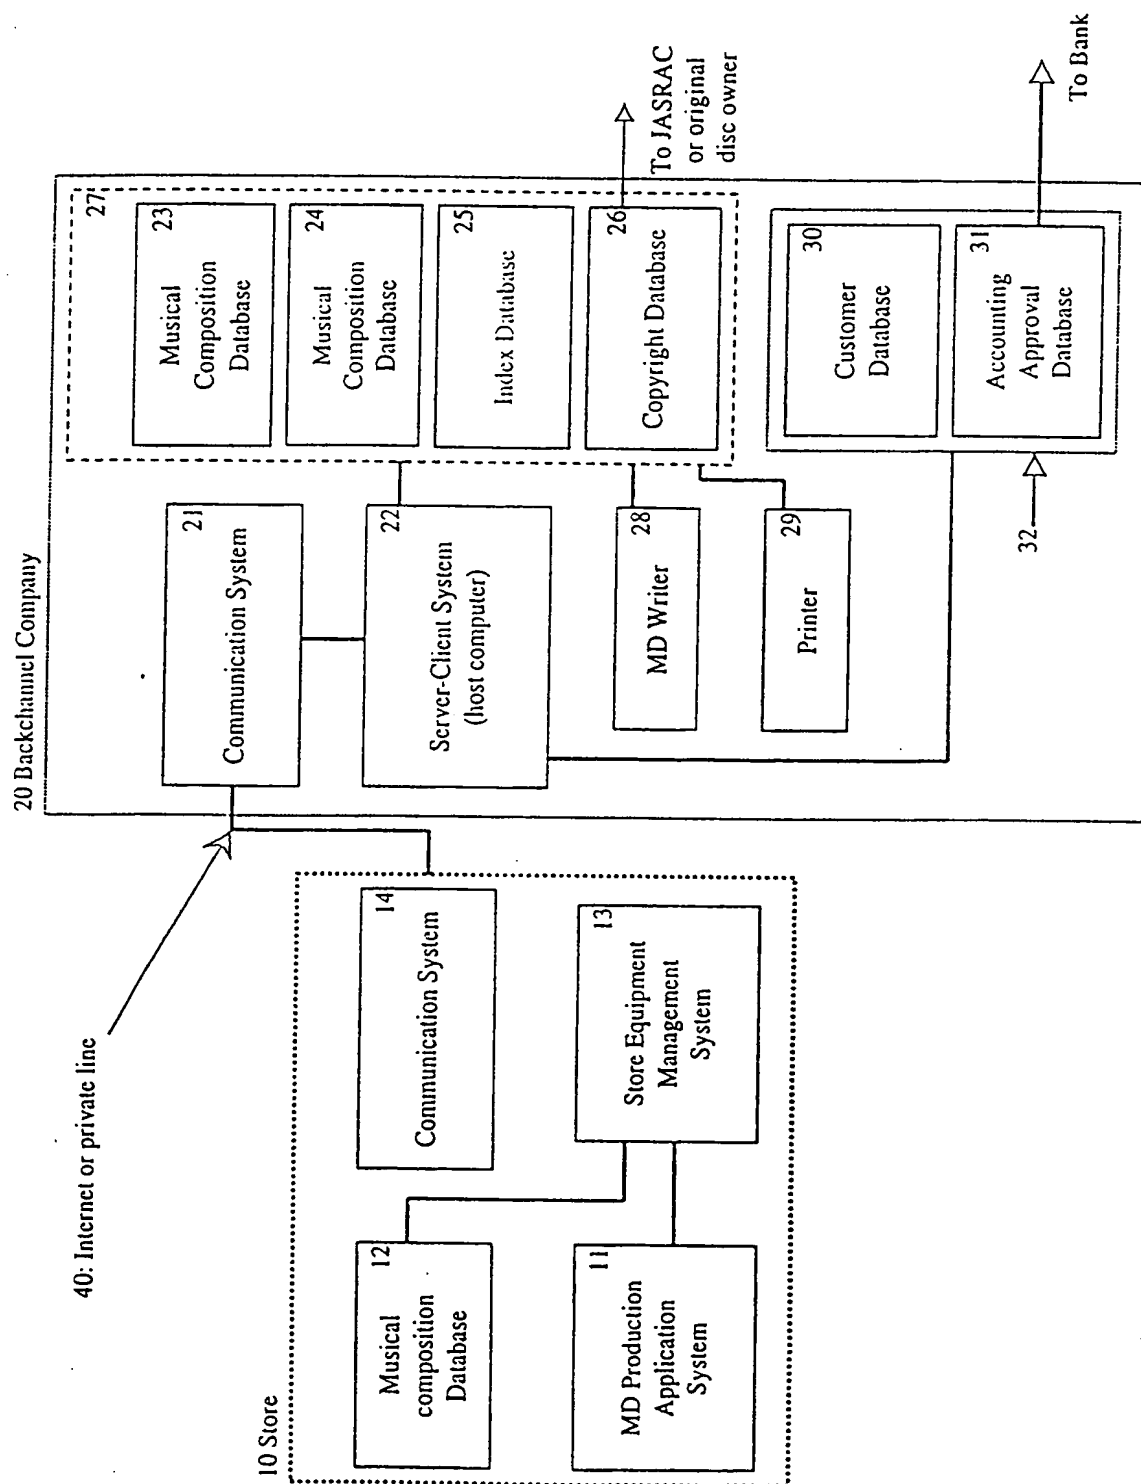 20 Backchannel Company
27
23
Musical
Composition
Database
24
Musical
Composition
Database
25
Index Database
26
Copyright Database
To JASRAC
or original
disc owner
21
Communication System
22
Server-Client System
(host computer)
28
MD Writer
29
Printer
30
Customer
Database
31
Accounting
Approval
Database
32
To Bank
40: Internet or private line
10 Store
14
Communication System
13
Store Equipment
Management
System
12
Musical
composition
Database
11
MD Production
Application
System